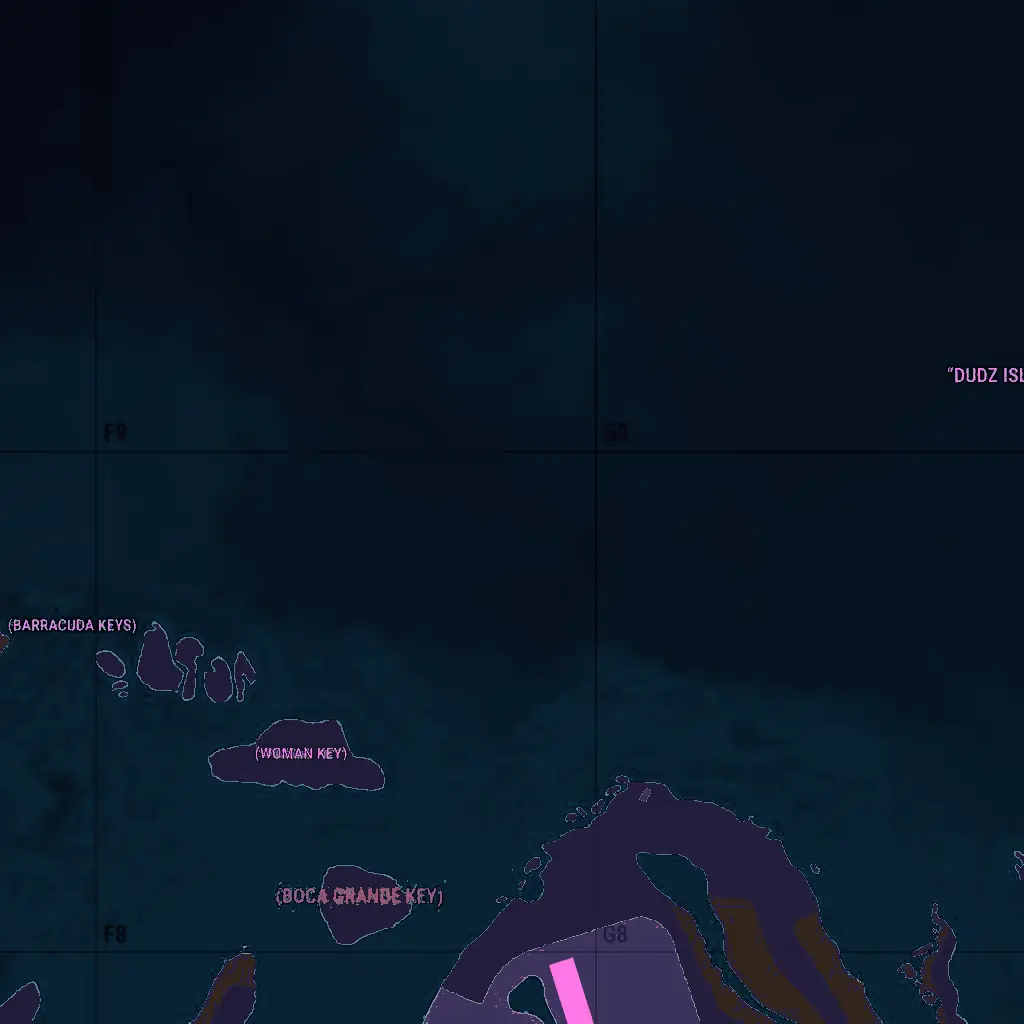 "DUDZ ISL
F9
G9
(BARRACUDA KEYS)
(WOMAN KEY)
(BOCA GRANDE KEY)
F8
G8